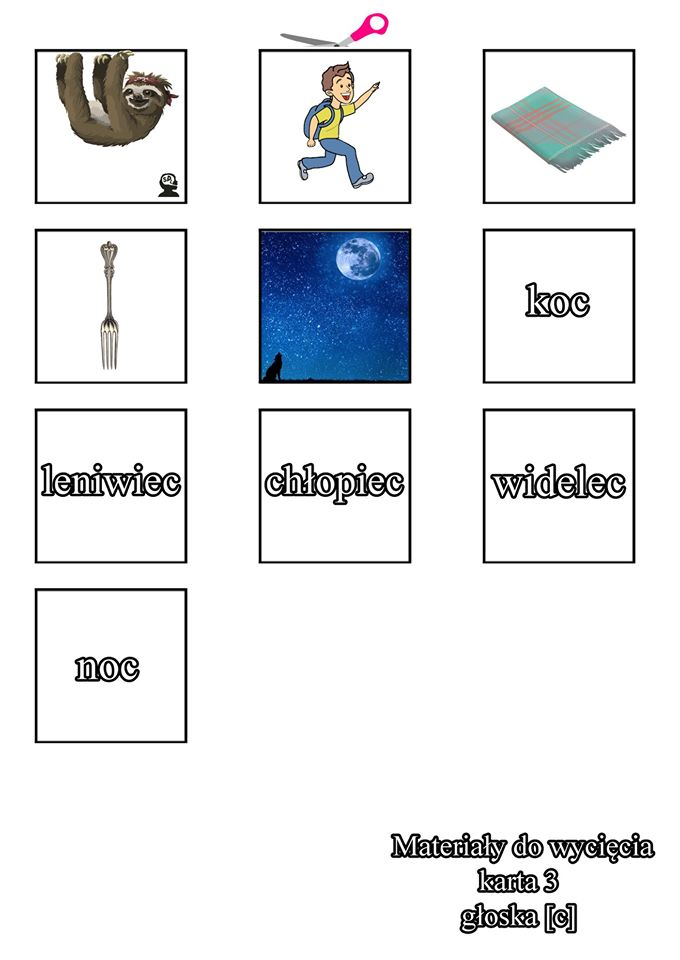 koc
leniwiec
chłopiec
widelec
noc
Materiały do wycięcia
karta 3
głoska [c]